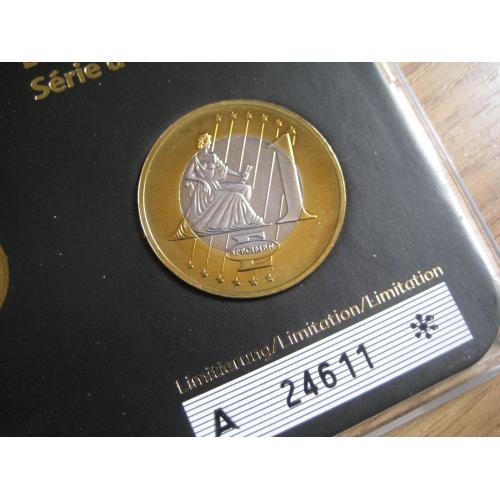 Série d
SPECIMEN
Limitierung/Limitation/Limitation
A 24611 *